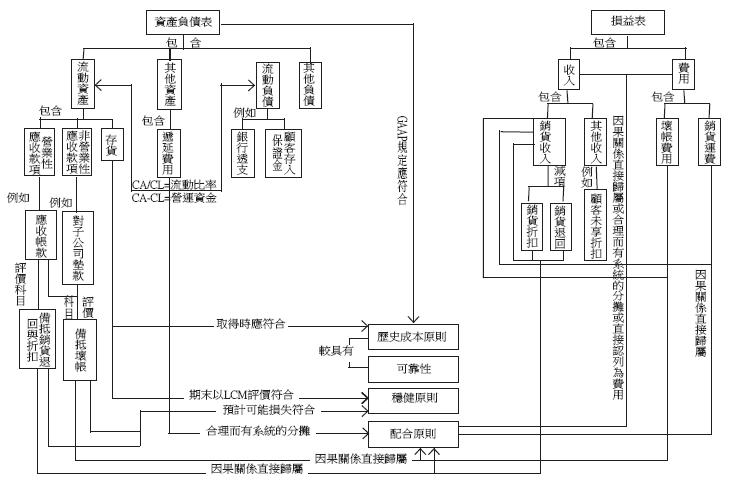 資產負債表
損益表
包 含
包含
流動資產
其他資產
流動負債
其他負債
收入
費用
包含
包含
例如
包含
包含
營業性應收款項
非營業性應收款項
存貨
遞延費用
銀行透支
顧客存入保證金
銷貨收入
其他收入
壞帳費用
銷貨運費
GAAP規定應符合
因果關係直接歸屬或合理而有系統的分攤或直接認列為費用
CA/CL=流動比率
CA-CL=營運資金
減項
例如
例如
例如
應收帳款
對子公司墊款
銷貨折扣
銷貨退回
顧客未享折扣
評價科目
評價
科目
因果關係直接歸屬
備抵銷貨退回與折扣
備抵壞帳
取得時應符合
歷史成本原則
較具有
可靠性
期末以LCM評價符合
穩健原則
預計可能損失符合
合理而有系統的分攤
配合原則
因果關係直接歸屬
因果關係直接歸屬